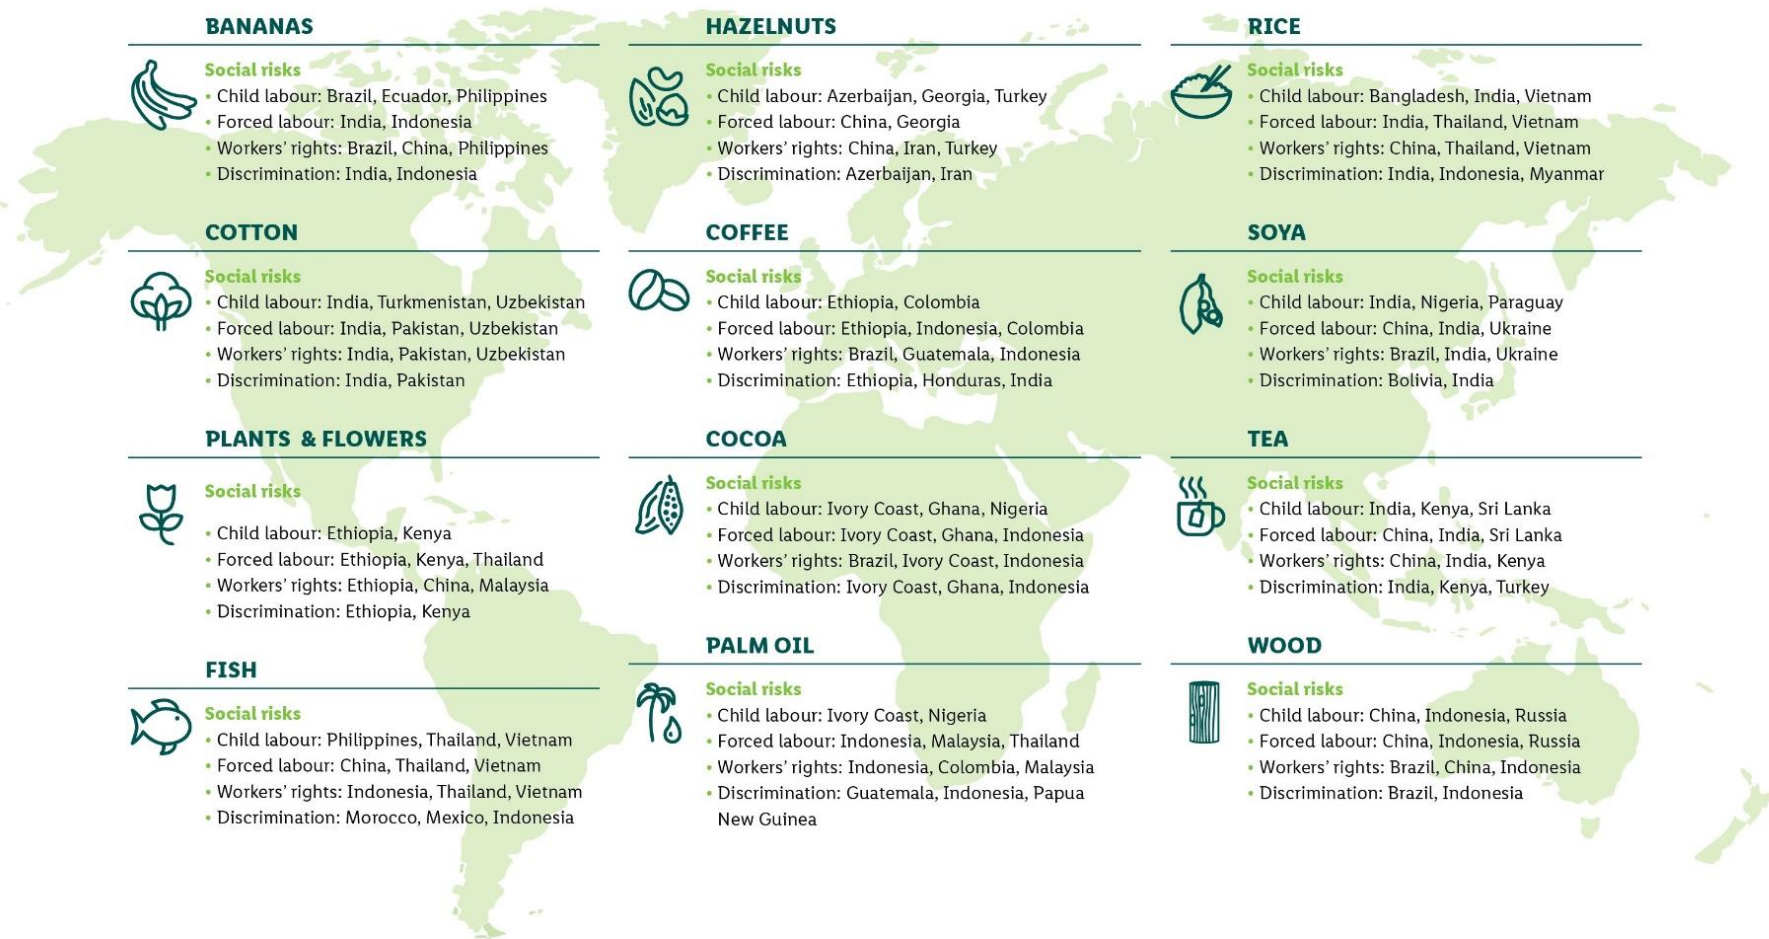 BANANAS
Social risks
• Child labour: Brazil, Ecuador, Philippines
• Forced labour: India, Indonesia
• Workers’ rights: Brazil, China, Philippines
• Discrimination: India, Indonesia
COTTON
Social risks
• Child labour: India, Turkmenistan, Uzbekistan
• Forced labour: India, Pakistan, Uzbekistan
• Workers’ rights: India, Pakistan, Uzbekistan
• Discrimination: India, Pakistan
PLANTS & FLOWERS
Social risks
• Child labour: Ethiopia, Kenya
• Forced labour: Ethiopia, Kenya, Thailand
• Workers’ rights: Ethiopia, China, Malaysia
• Discrimination: Ethiopia, Kenya
FISH
Social risks
• Child labour: Philippines, Thailand, Vietnam
• Forced labour: China, Thailand, Vietnam
• Workers’ rights: Indonesia, Thailand, Vietnam
• Discrimination: Morocco, Mexico, Indonesia
HAZELNUTS
Social risks
• Child labour: Azerbaijan, Georgia, Turkey
• Forced labour: China, Georgia
• Workers’ rights: China, Iran, Turkey
• Discrimination: Azerbaijan, Iran
COFFEE
Social risks
• Child labour: Ethiopia, Colombia
• Forced labour: Ethiopia, Indonesia, Colombia
• Workers’ rights: Brazil, Guatemala, Indonesia
• Discrimination: Ethiopia, Honduras, India
COCOA
Social risks
• Child labour: Ivory Coast, Ghana, Nigeria
• Forced labour: Ivory Coast, Ghana, Indonesia
• Workers’ rights: Brazil, Ivory Coast, Indonesia
• Discrimination: Ivory Coast, Ghana, Indonesia
PALM OIL
Social risks
• Child labour: Ivory Coast, Nigeria
• Forced labour: Indonesia, Malaysia, Thailand
• Workers’ rights: Indonesia, Colombia, Malaysia
• Discrimination: Guatemala, Indonesia, Papua
New Guinea
RICE
Social risks
• Child labour: Bangladesh, India, Vietnam
• Forced labour: India, Thailand, Vietnam
• Workers’ rights: China, Thailand, Vietnam
• Discrimination: India, Indonesia, Myanmar
SOYA
Social risks
• Child labour: India, Nigeria, Paraguay
• Forced labour: China, India, Ukraine
• Workers’ rights: Brazil, India, Ukraine
• Discrimination: Bolivia, India
TEA
Social risks
• Child labour: India, Kenya, Sri Lanka
• Forced labour: China, India, Sri Lanka
• Workers’ rights: China, India, Kenya
• Discrimination: India, Kenya, Turkey
WOOD
Social risks
• Child labour: China, Indonesia, Russia
• Forced labour: China, Indonesia, Russia
• Workers’ rights: Brazil, China, Indonesia
• Discrimination: Brazil, Indonesia